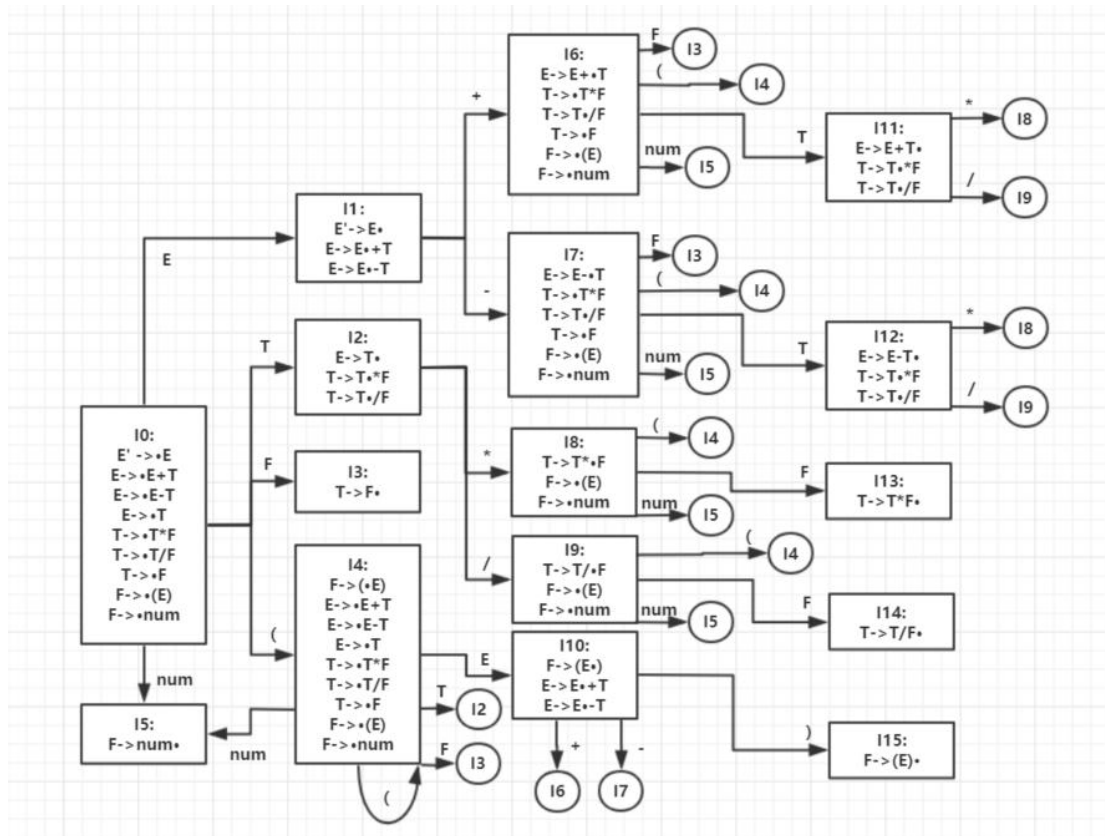 I0:
E' ->•E
E->•E+T
E->•E-T
E->•T
T->•T*F
T->•T/F
T->•F
F->•(E)
F->•num
E
T
F
(
num
I1:
E'->E•
E->E•+T
E->E•-T
I2:
E->T•
T->T•*F
T->T•/F
I3:
T->F•
I4:
F->(•E)
E->•E+T
E->•E-T
E->•T
T->•T*F
T->•T/F
T->•F
F->•(E)
F->•num
I5:
F->num•
num
(
+
-
*
/
E
T
I2
F
I3
I6:
E->E+•T
T->•T*F
T->T•/F
T->•F
F->•(E)
F->•num
F
I3
(
I4
num
I5
T
I7:
E->E-•T
T->•T*F
T->T•/F
T->•F
F->•(E)
F->•num
F
I3
(
I4
num
I5
T
I8:
T->T*•F
F->•(E)
F->•num
(
I4
num
I5
F
I9:
T->T/•F
F->•(E)
F->•num
(
I4
num
I5
F
I10:
F->(E•)
E->E•+T
E->E•-T
+
I6
-
I7
)
I11:
E->E+T•
T->T•*F
T->T•/F
*
I8
/
I9
I12:
E->E-T•
T->T•*F
T->T•/F
*
I8
/
I9
I13:
T->T*F•
I14:
T->T/F•
I15:
F->(E)•